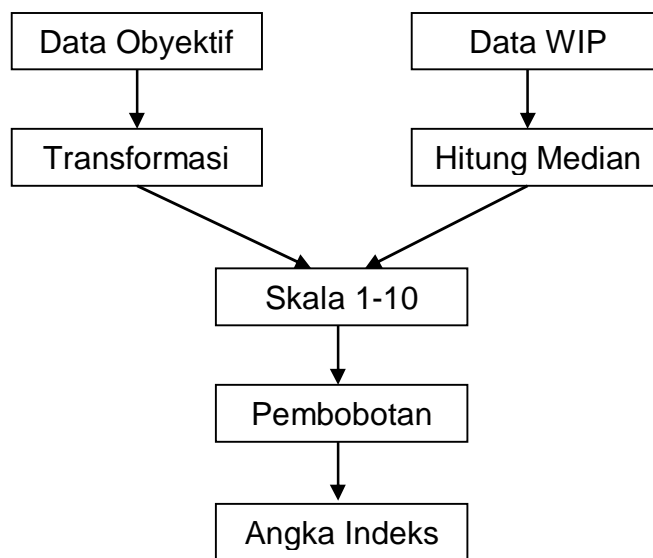 Data Obyektif
Data WIP
Transformasi
Hitung Median
Skala 1-10
Pembobotan
Angka Indeks